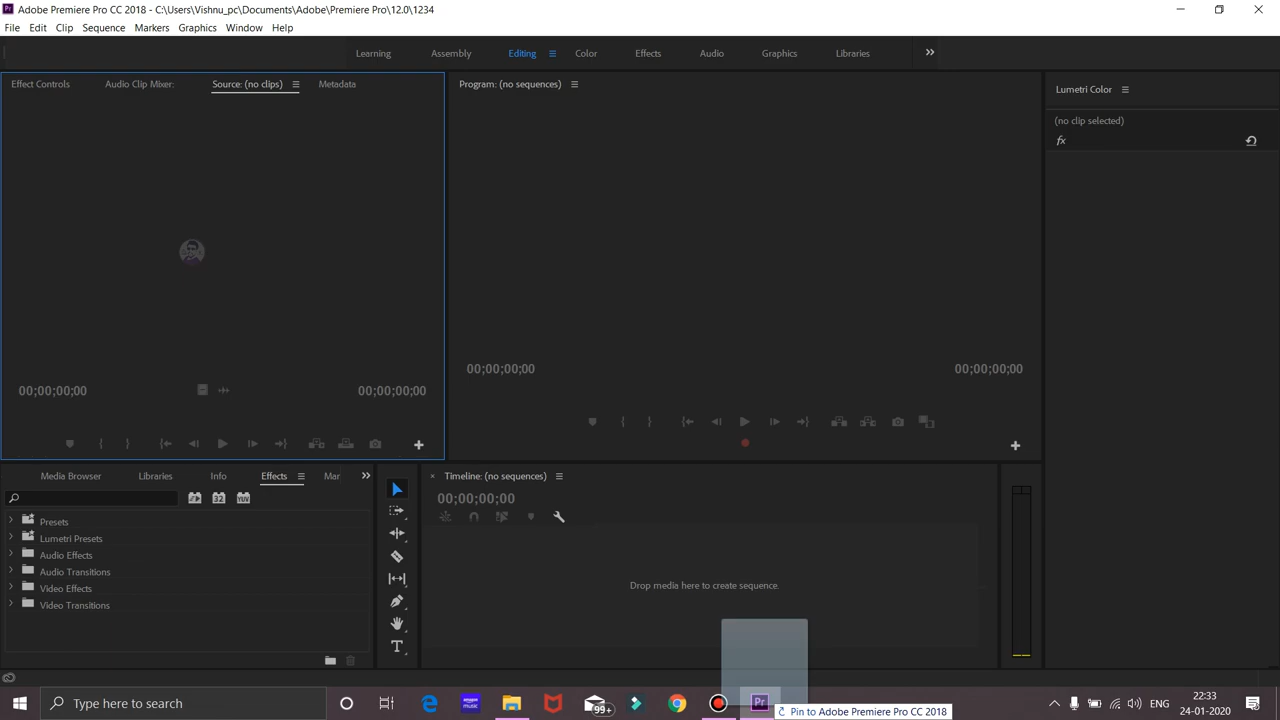 Adobe Premiere Pro CC 2018 - C:\Users\Vishnu_pc\Documents\Adobe\Premiere Pro\12.0\1234
File Edit Clip Sequence Markers Graphics Window Help
Learning Assembly Editing Color Effects Audio Graphics Libraries
Effect Controls Audio Clip Mixer: Source: (no clips) Metadata
Program: (no sequences)
Lumetri Color
(no clip selected)
fx
00;00;00;00 00;00;00;00
00;00;00;00 00;00;00;00
Media Browser Libraries Info Effects Mar
Timeline: (no sequences)
00;00;00;00
32 YUV
Presets
Lumetri Presets
Audio Effects
Audio Transitions
Video Effects
Video Transitions
Drop media here to create sequence.
Type here to search
amazon music
99+
Pr
Pin to Adobe Premiere Pro CC 2018
ENG
22:33
24-01-2020